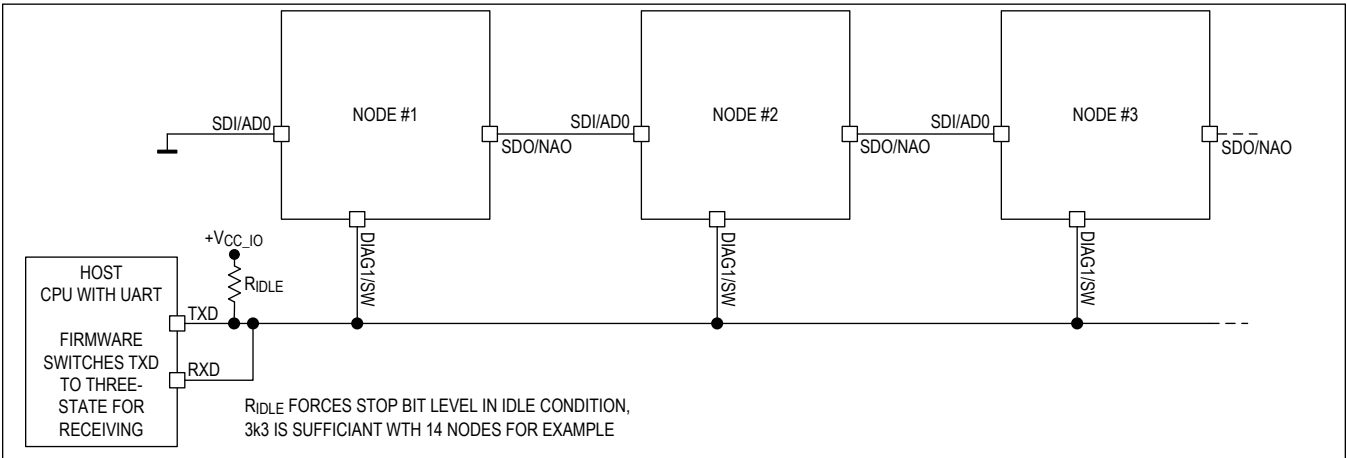 NODE #1
NODE #2
NODE #3
SDI/AD0
SDO/NAO
SDI/AD0
SDO/NAO
SDI/AD0
SDO/NAO
DIAG1/SW
DIAG1/SW
DIAG1/SW
+VCC_IO
RIDLE
HOST
CPU WITH UART
FIRMWARE
SWITCHES TXD
TO THREE-
STATE FOR
RECEIVING
TXD
RXD
RIDLE FORCES STOP BIT LEVEL IN IDLE CONDITION,
3k3 IS SUFFICIANT WTH 14 NODES FOR EXAMPLE